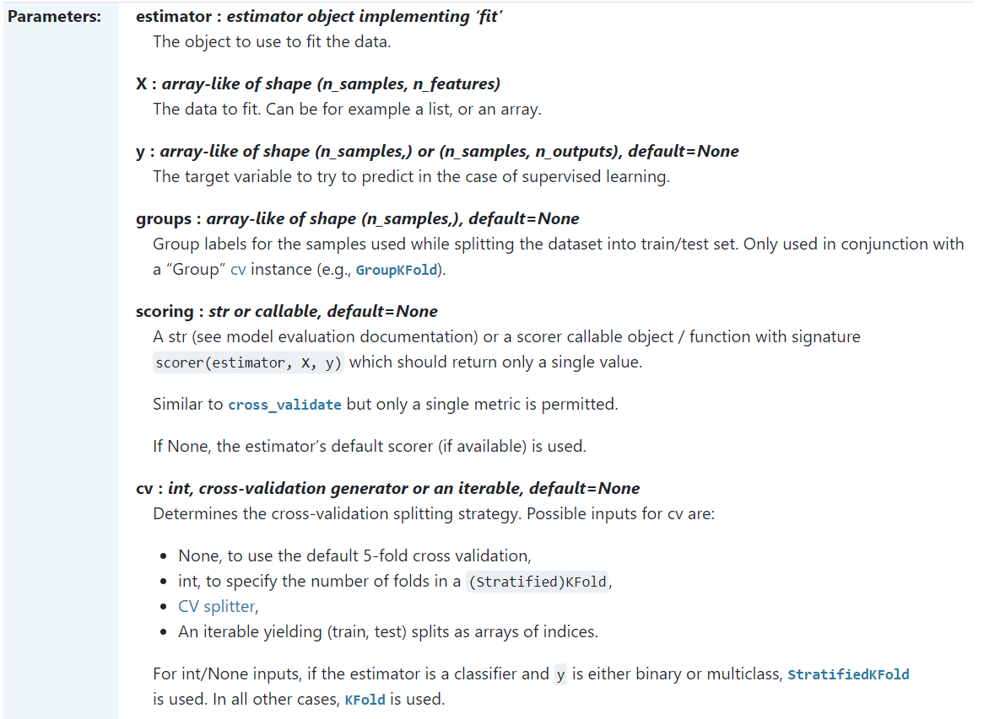 Parameters:
estimator : estimator object implementing ‘fit’
The object to use to fit the data.
X : array-like of shape (n_samples, n_features)
The data to fit. Can be for example a list, or an array.
y : array-like of shape (n_samples,) or (n_samples, n_outputs), default=None
The target variable to try to predict in the case of supervised learning.
groups : array-like of shape (n_samples,), default=None
Group labels for the samples used while splitting the dataset into train/test set. Only used in conjunction with
a “Group” cv instance (e.g., GroupKFold).
scoring : str or callable, default=None
A str (see model evaluation documentation) or a scorer callable object / function with signature
scorer(estimator, X, y) which should return only a single value.
Similar to cross_validate but only a single metric is permitted.
If None, the estimator’s default scorer (if available) is used.
cv : int, cross-validation generator or an iterable, default=None
Determines the cross-validation splitting strategy. Possible inputs for cv are:
• None, to use the default 5-fold cross validation,
• int, to specify the number of folds in a (Stratified)KFold,
• CV splitter,
• An iterable yielding (train, test) splits as arrays of indices.
For int/None inputs, if the estimator is a classifier and y is either binary or multiclass, StratifiedKFold
is used. In all other cases, KFold is used.